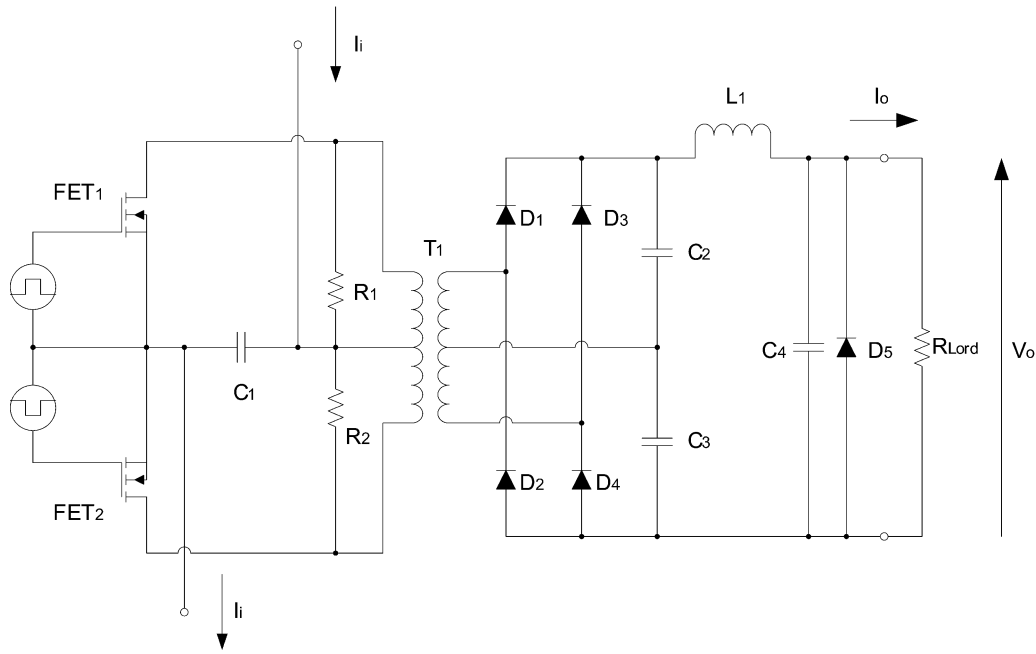 Ii
L1
Io
FET1
D1
D3
T1
C2
R1
C4
D5
RLord
Vo
C1
R2
C3
D2
D4
FET2
Ii